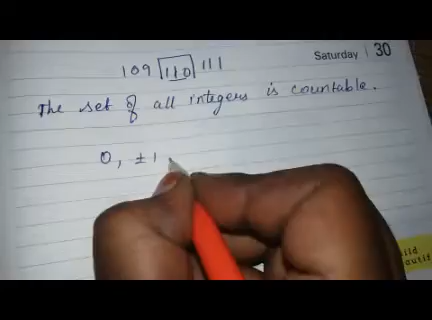 Saturday | 30
109 110 111
The set of all integers is countable.
0, ±1